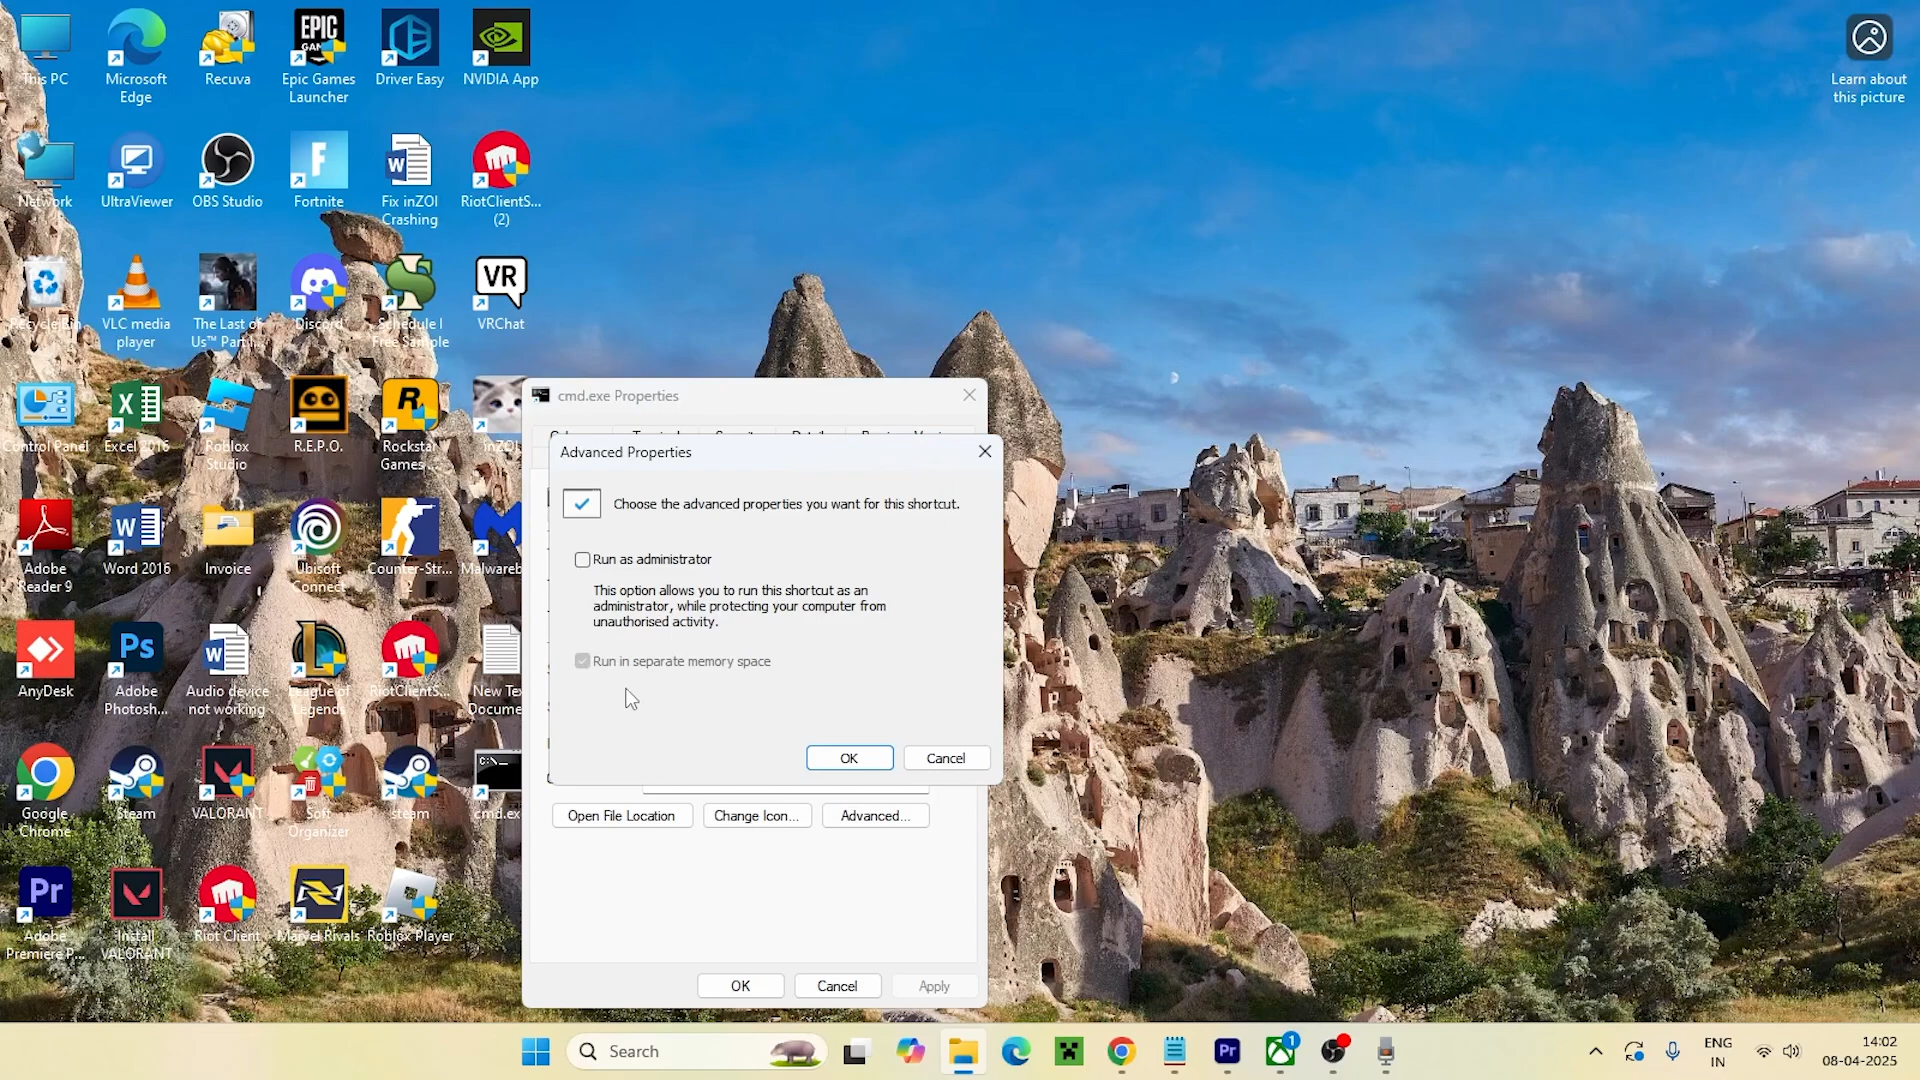 This PC
Microsoft
Edge
Recuva
EPIC
GAMES
Epic Games
Launcher
Driver Easy
NVIDIA App
Learn about
this picture
Network
UltraViewer
OBS Studio
Fortnite
Fix inZOI
Crashing
RiotClientS...
(2)
Recycle Bin
VLC media
player
The Last of
Us™ Part I...
Discord
Schedule I
Free Sample
VR
VRChat
Control Panel
Excel 2016
Roblox
Studio
R.E.P.O.
Rockstar
Games ...
inZOI
Adobe
Reader 9
Word 2016
Invoice
Ubisoft
Connect
Counter-Str...
2
Malwareb
AnyDesk
Adobe
Photosh...
Audio device
not working
League of
Legends
RiotClientS...
New Te
Docume
Google
Chrome
Steam
VALORANT
Soft
Organizer
steam
cmd.ex
Adobe
Premiere P...
Install
VALORANT
Riot Client
Marvel Rivals
Roblox Player
cmd.exe Properties
Advanced Properties
Choose the advanced properties you want for this shortcut.
Run as administrator
This option allows you to run this shortcut as an
administrator, while protecting your computer from
unauthorised activity.
Run in separate memory space
OK
Cancel
Open File Location
Change Icon...
Advanced...
OK
Cancel
Apply
Search
Pr
1
ENG
IN
14:02
08-04-2025